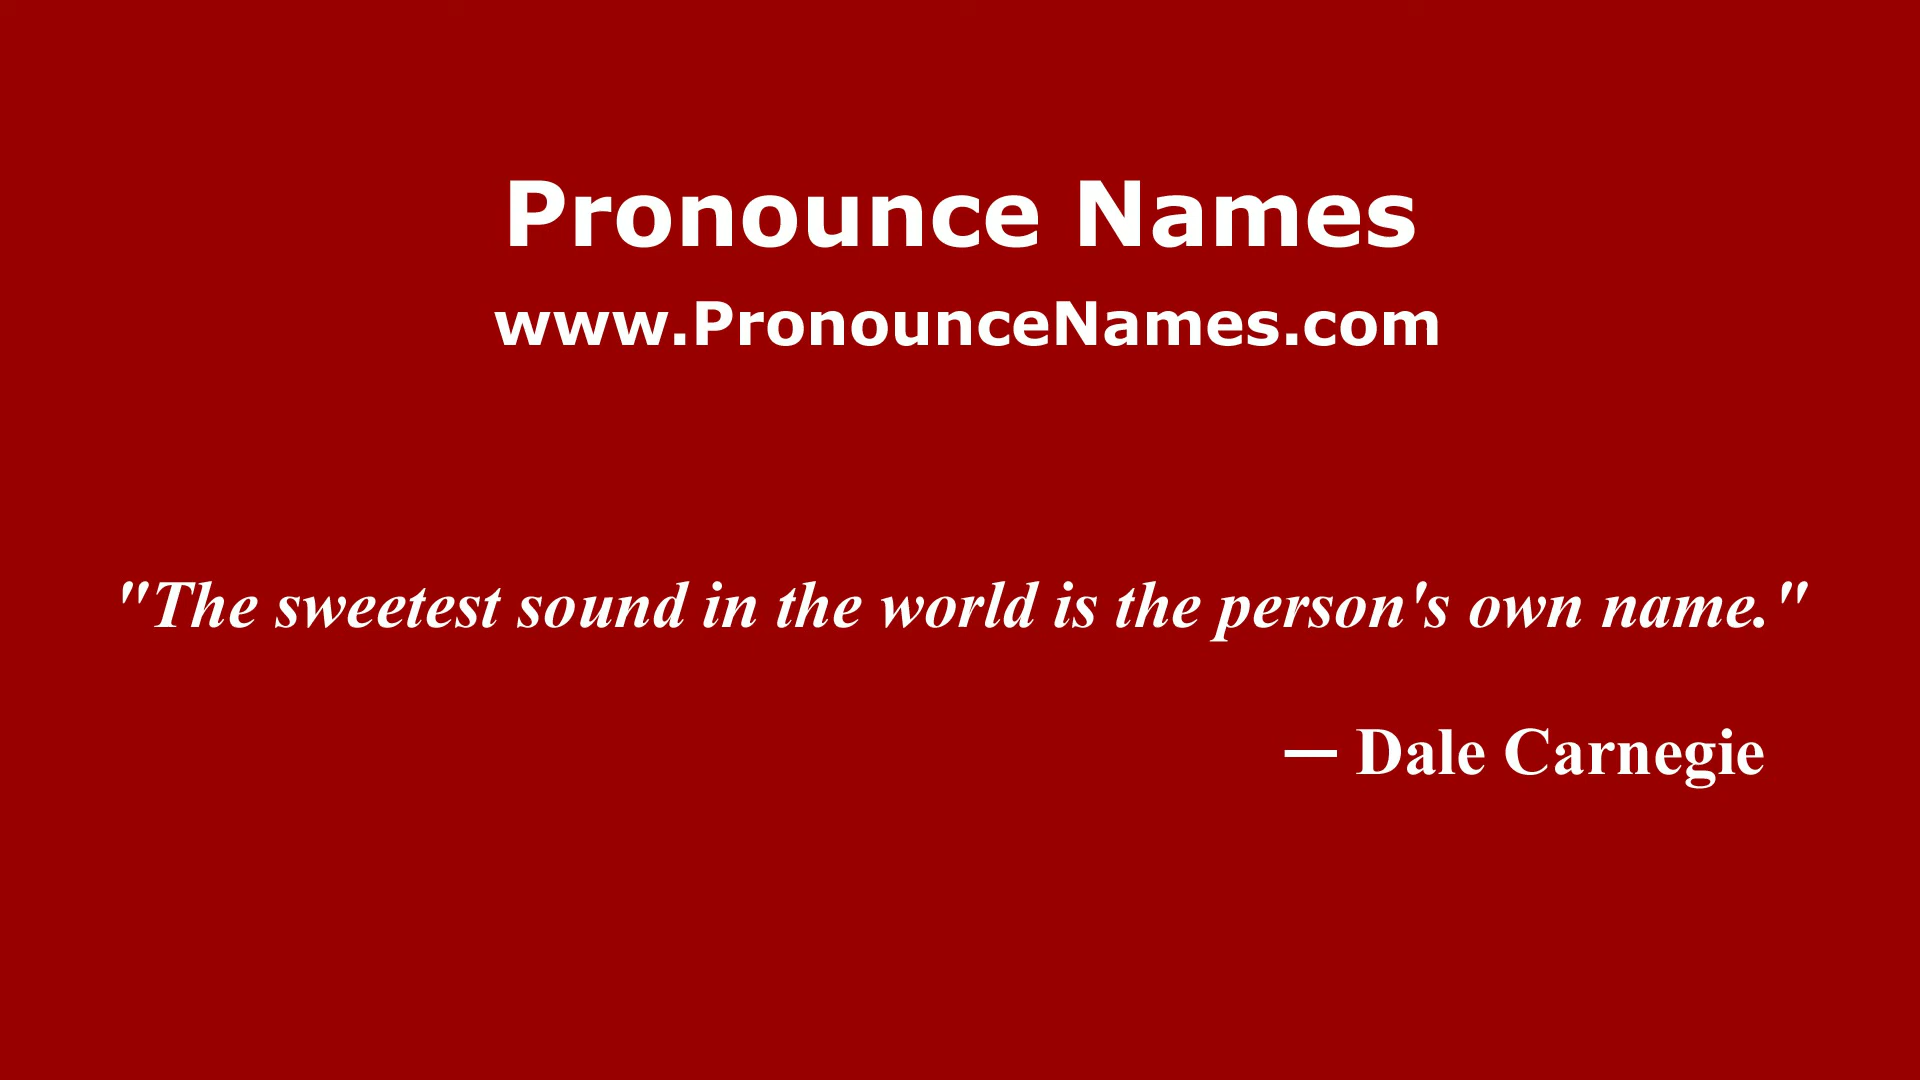 Pronounce Names
www.PronounceNames.com
"The sweetest sound in the world is the person's own name."
— Dale Carnegie